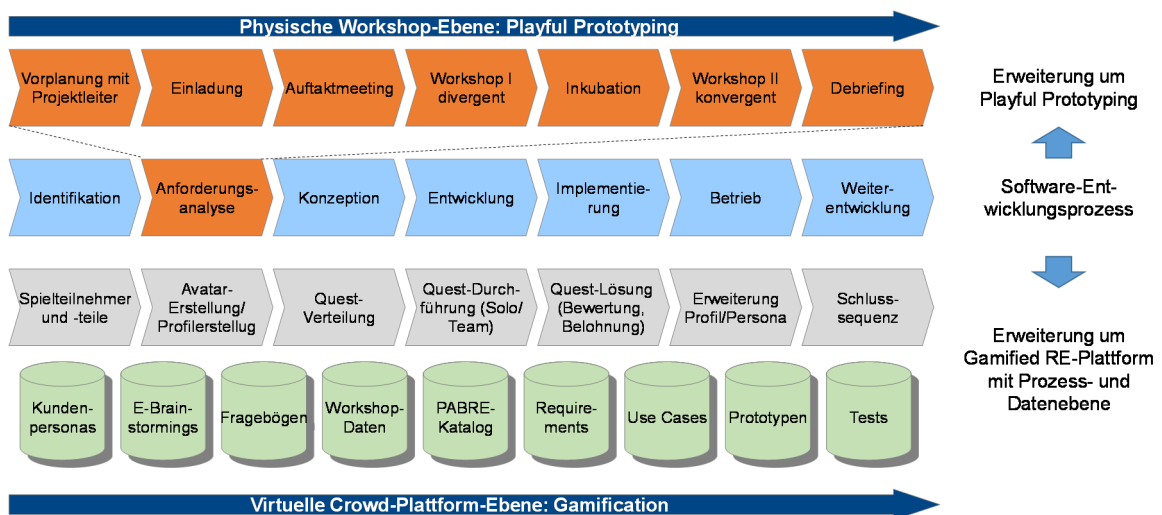 Physische Workshop-Ebene: Playful Prototyping
Vorplanung mit
Projektleiter
Einladung
Auftaktmeeting
Workshop I
divergent
Inkubation
Workshop II
konvergent
Debriefing
Erweiterung um
Playful Prototyping
Identifikation
Anforderungs-
analyse
Konzeption
Entwicklung
Implementie-
rung
Betrieb
Weiter-
entwicklung
Software-Ent-
wicklungsprozess
Spielteilnehmer
und -teile
Avatar-
Erstellung/
Profilerstellug
Quest-
Verteilung
Quest-Durch-
führung (Solo/
Team)
Quest-Lösung
(Bewertung,
Belohnung)
Erweiterung
Profil/Persona
Schluss-
sequenz
Erweiterung um
Gamified RE-Plattform
mit Prozess- und
Datenebene
Kunden-
personas
E-Brain-
stormings
Fragebögen
Workshop-
Daten
PABRE-
Katalog
Require-
ments
Use Cases
Prototypen
Tests
Virtuelle Crowd-Plattform-Ebene: Gamification